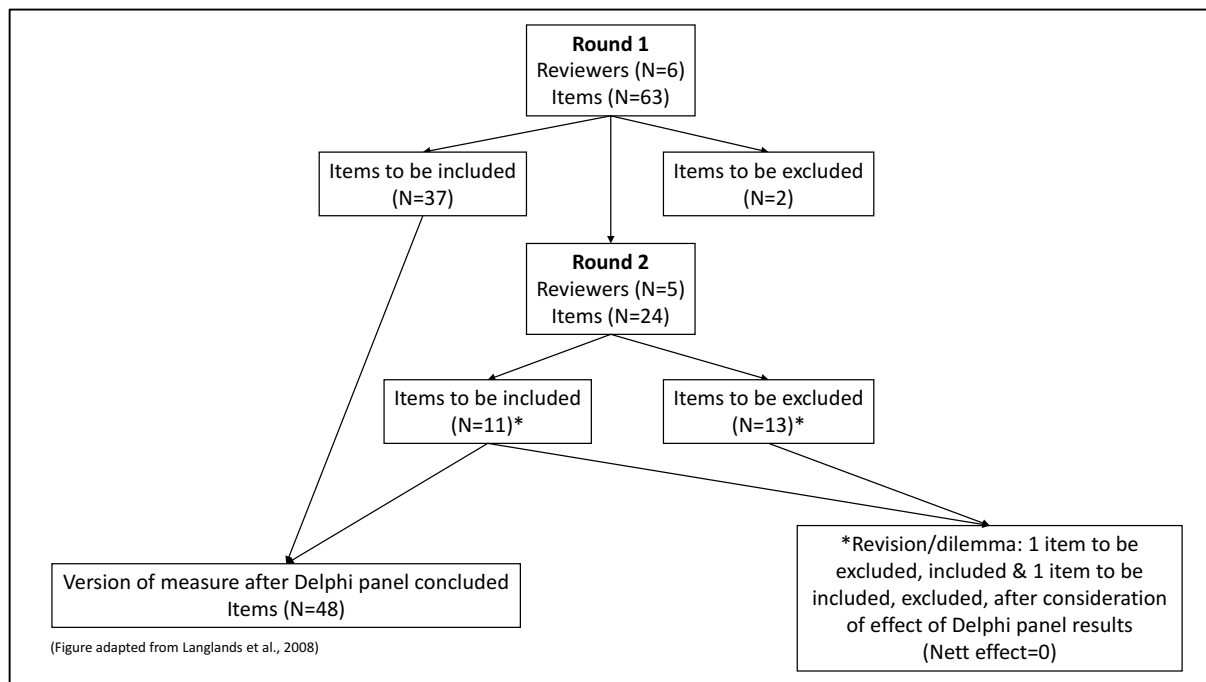 Round 1
Reviewers (N=6)
Items (N=63)
Items to be included
(N=37)
Items to be excluded
(N=2)
Round 2
Reviewers (N=5)
Items (N=24)
Items to be included
(N=11)*
Items to be excluded
(N=13)*
Version of measure after Delphi panel concluded
Items (N=48)
*Revision/dilemma: 1 item to be
excluded, included & 1 item to be
included, excluded, after consideration
of effect of Delphi panel results
(Nett effect=0)
(Figure adapted from Langlands et al., 2008)